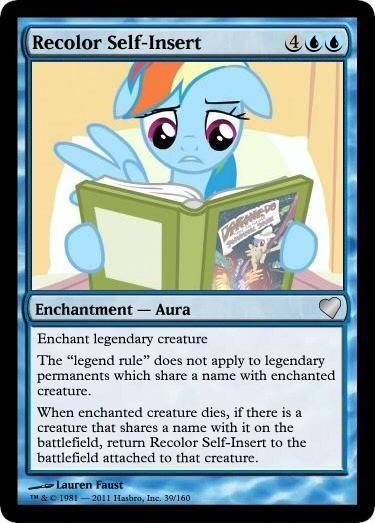 Recolor Self-Insert 4
DARING DO
Enchantment — Aura
Enchant legendary creature
The “legend rule” does not apply to legendary
permanents which share a name with enchanted
creature.
When enchanted creature dies, if there is a
creature that shares a name with it on the
battlefield, return Recolor Self-Insert to the
battlefield attached to that creature.
Lauren Faust
™ & © 1981 — 2011 Hasbro, Inc. 39/160